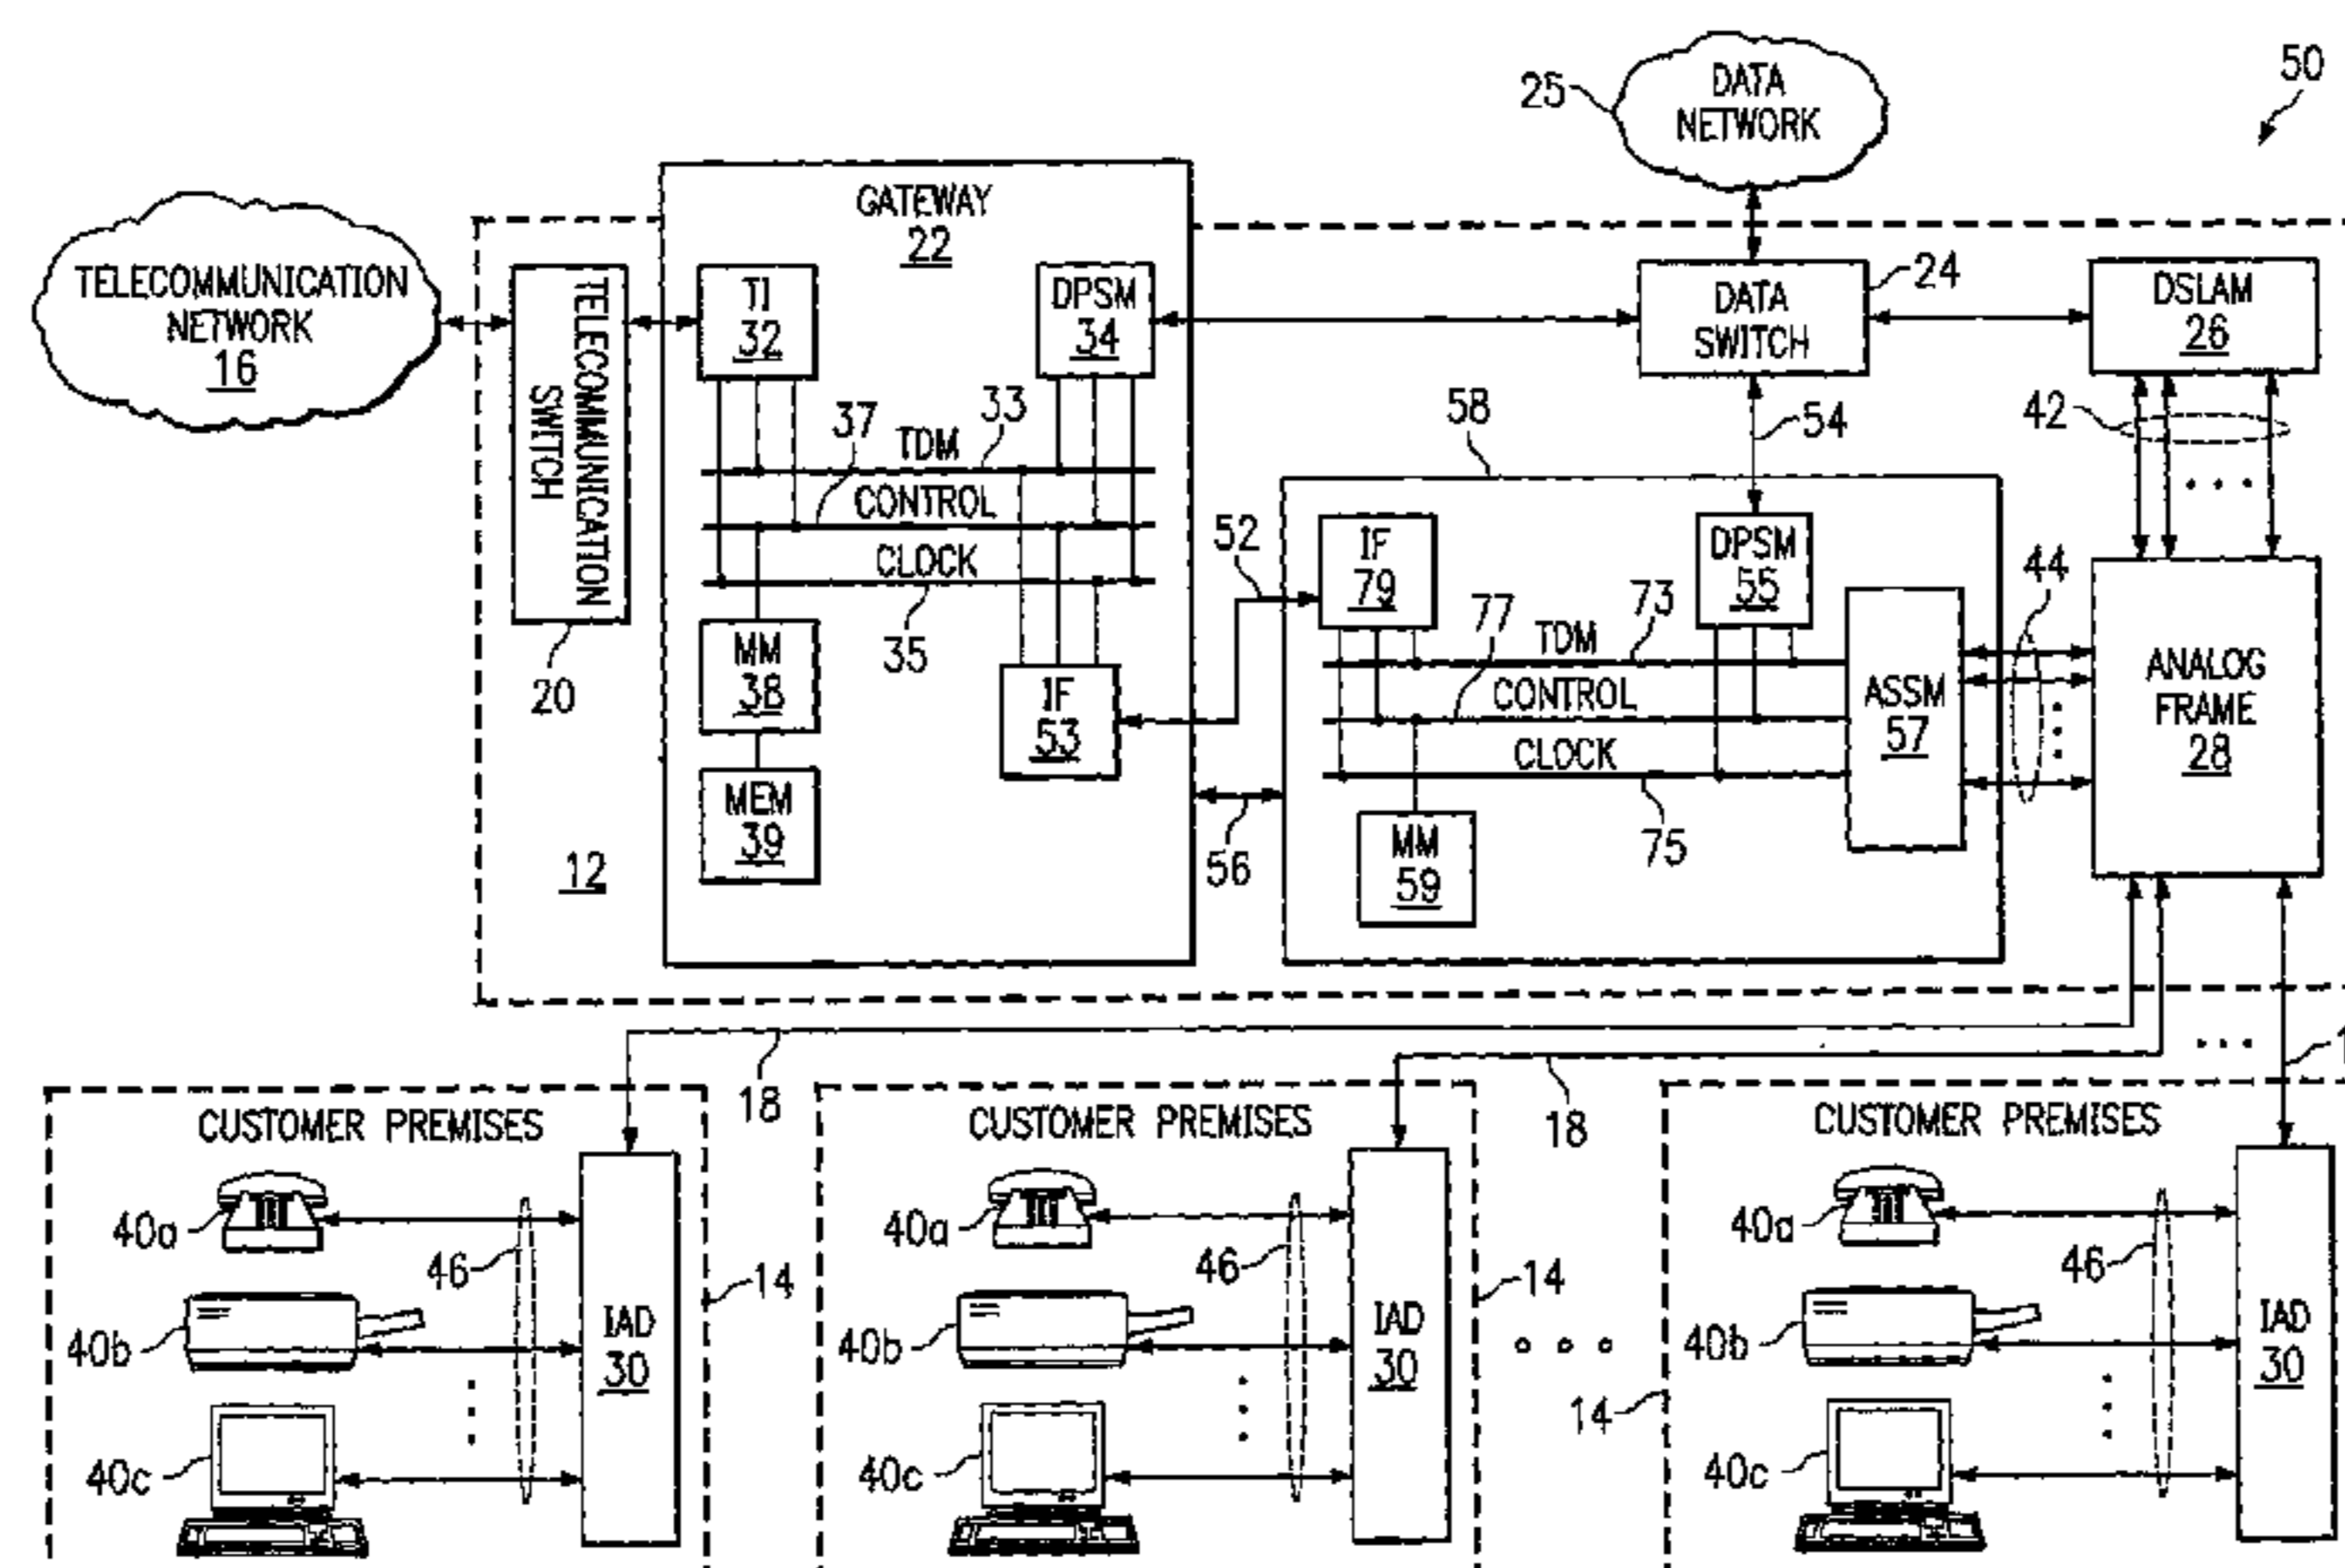 50
25
DATA
NETWORK
TELECOMMUNICATION
NETWORK
16
TELECOMMUNICATION
SWITCH
20
12
GATEWAY
22
TI
32
DPSM
34
TDM
33
37
CONTROL
CLOCK
35
MM
38
MEM
39
IF
53
52
56
DATA
SWITCH
24
54
DSLAM
26
42
58
IF
79
DPSM
55
TDM
73
77
CONTROL
CLOCK
75
MM
59
ASSM
57
44
ANALOG
FRAME
28
18
18
CUSTOMER PREMISES
40a
40b
40c
46
IAD
30
14
CUSTOMER PREMISES
40a
40b
40c
46
IAD
30
14
CUSTOMER PREMISES
40a
40b
40c
46
IAD
30
14